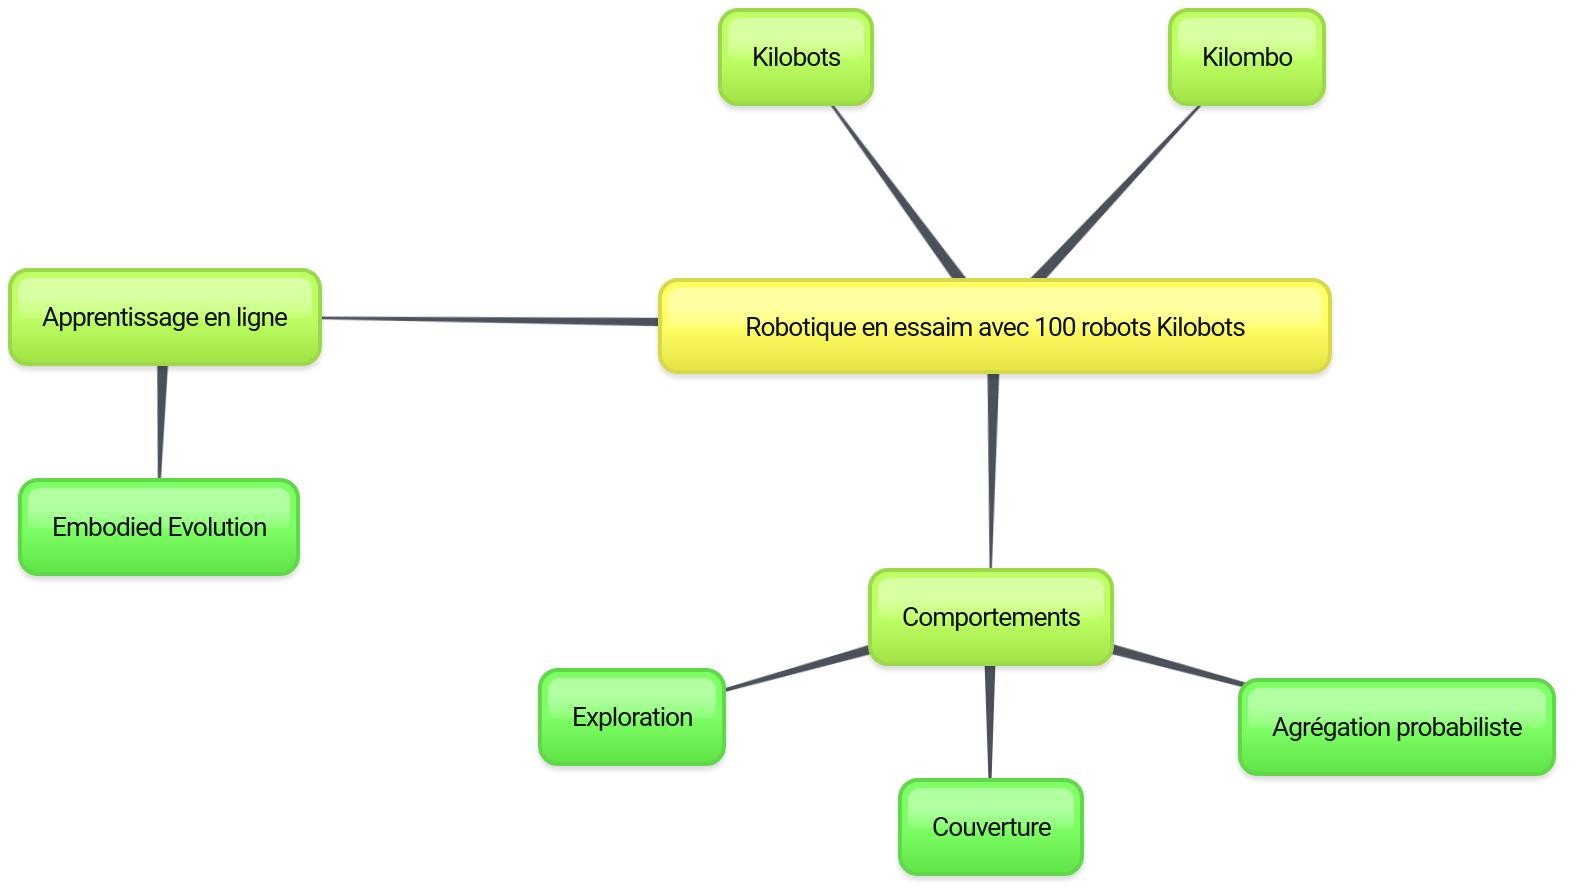 Kilobots
Kilombo
Apprentissage en ligne
Robotique en essaim avec 100 robots Kilobots
Embodied Evolution
Comportements
Exploration
Agrégation probabiliste
Couverture